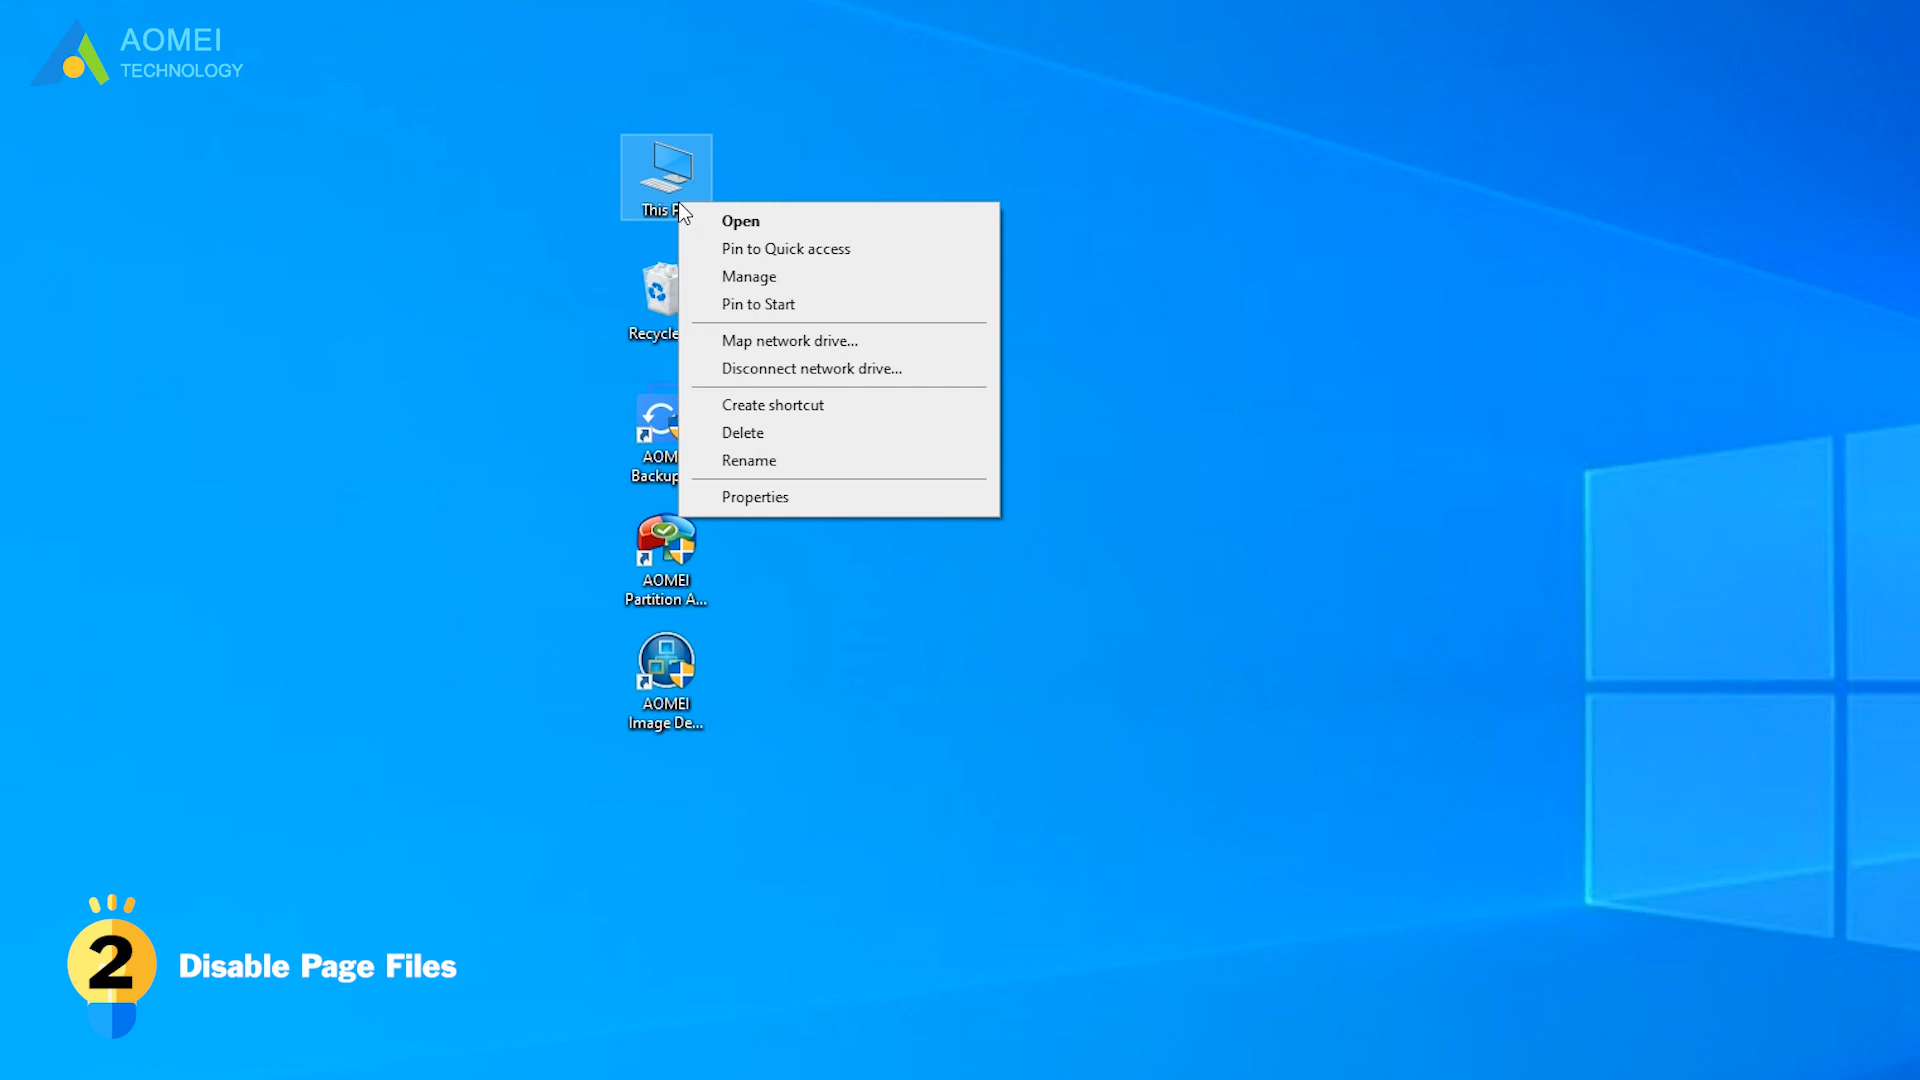 AOMEI
TECHNOLOGY
This P
Open
Pin to Quick access
Manage
Pin to Start
Map network drive...
Disconnect network drive...
Create shortcut
Delete
Rename
Properties
Recycle
AOM
Backup
AOMEI
Partition A...
AOMEI
Image De...
2
Disable Page Files